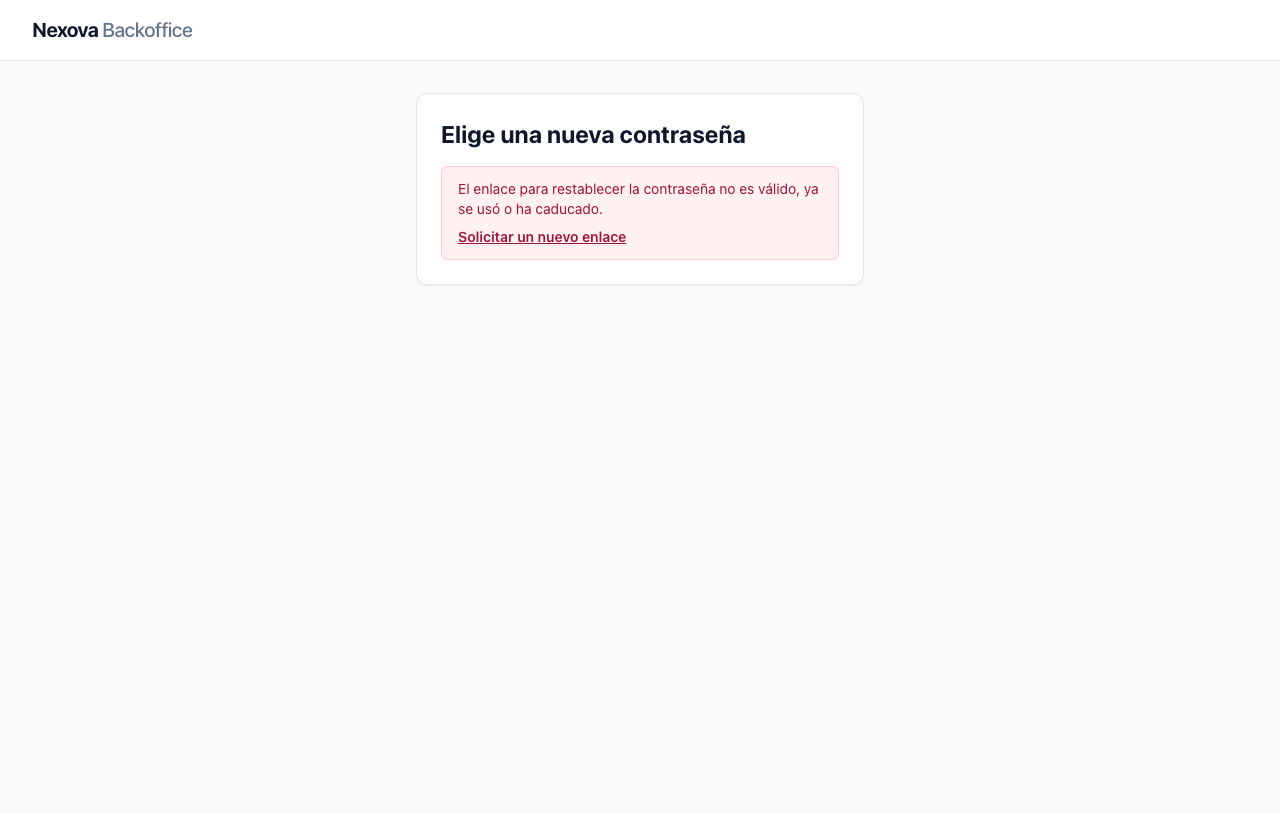 Nexova Backoffice
Elige una nueva contraseña
El enlace para restablecer la contraseña no es válido, ya
se usó o ha caducado.
Solicitar un nuevo enlace